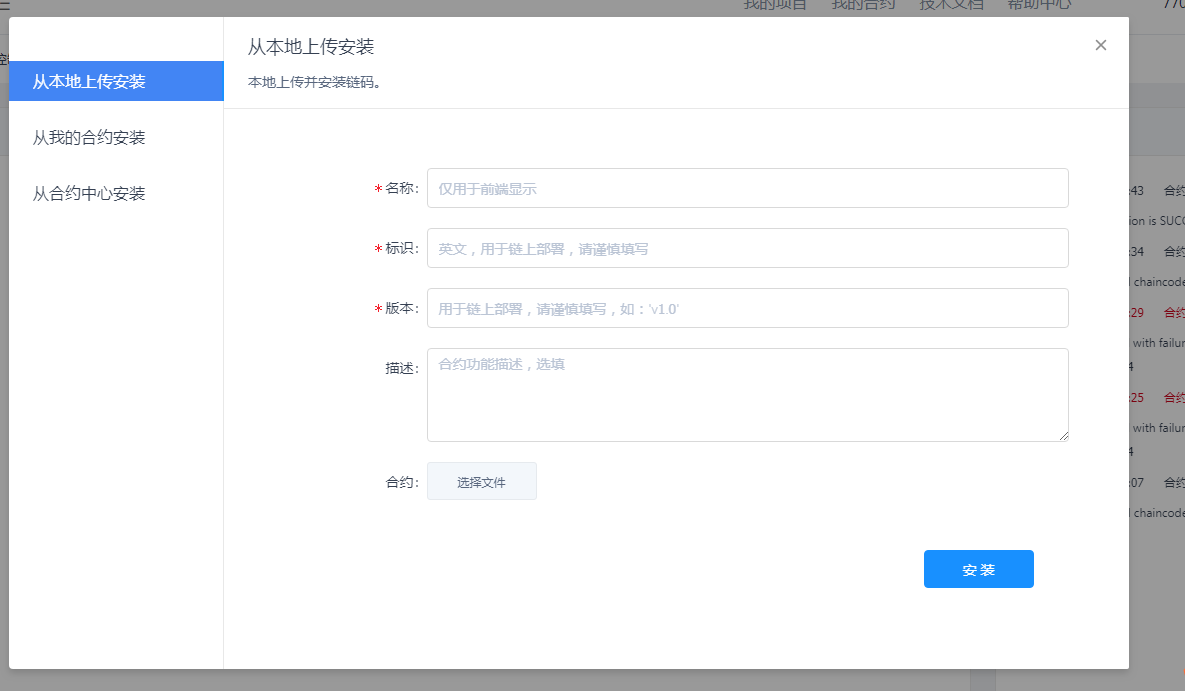 我的项目 我的合约 技术文档 帮助中心 770
从本地上传安装
从我的合约安装
从合约中心安装
从本地上传安装
本地上传并安装链码。
*名称: 仅用于前端显示
*标识: 英文，用于链上部署，请谨慎填写
*版本: 用于链上部署，请谨慎填写，如：'v1.0'
描述: 合约功能描述，选填
合约: 选择文件
安 装
:43 合约
ion is SUCC
:34 合约
chaincode
:29 合约
with failur
4
:25 合约
with failur
4
:07 合约
chaincode